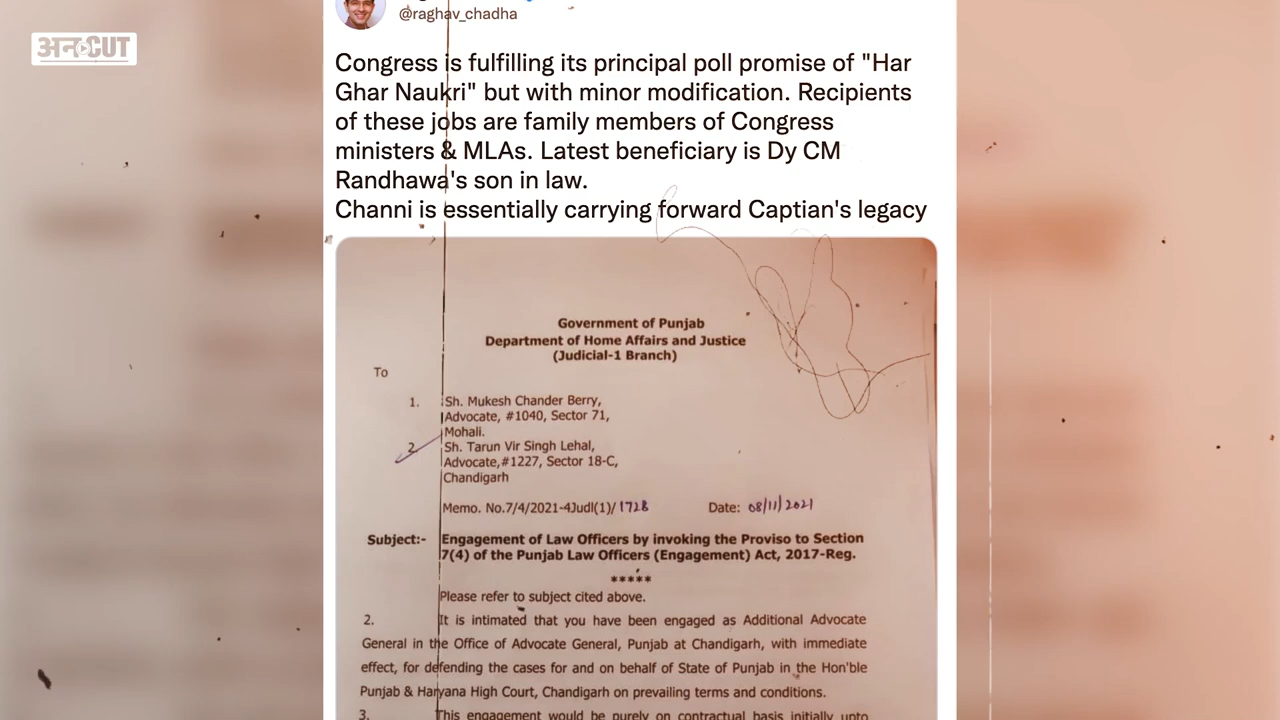 अनCUT
@raghav_chadha
Congress is fulfilling its principal poll promise of "Har
Ghar Naukri" but with minor modification. Recipients
of these jobs are family members of Congress
ministers & MLAs. Latest beneficiary is Dy CM
Randhawa's son in law.
Channi is essentially carrying forward Captian's legacy
Government of Punjab
Department of Home Affairs and Justice
(Judicial-1 Branch)
To
1. Sh. Mukesh Chander Berry,
Advocate, #1040, Sector 71,
Mohali.
2. Sh. Tarun Vir Singh Lehal,
Advocate,#1227, Sector 18-C,
Chandigarh
Memo. No.7/4/2021-4Judl(1)/ 1728 Date: 08/11/2021
Subject:- Engagement of Law Officers by invoking the Proviso to Section
7(4) of the Punjab Law Officers (Engagement) Act, 2017-Reg.
*****
Please refer to subject cited above.
2. It is intimated that you have been engaged as Additional Advocate
General in the Office of Advocate General, Punjab at Chandigarh, with immediate
effect, for defending the cases for and on behalf of State of Punjab in the Hon'ble
Punjab & Haryana High Court, Chandigarh on prevailing terms and conditions.
3. This engagement would be purely on contractual basis initially upto